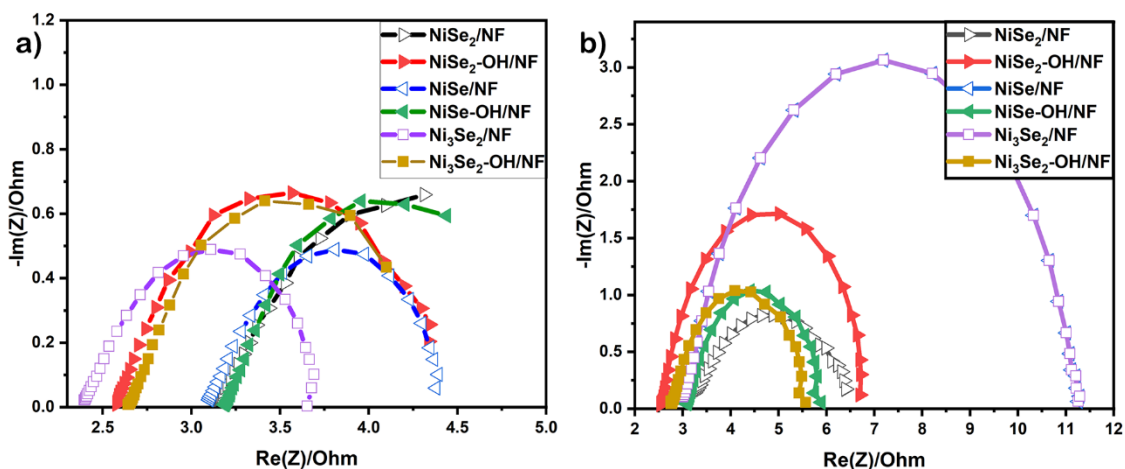 a)
-Im(Z)/Ohm
1.2
1.0
0.8
0.6
0.4
0.2
0.0
2.5 3.0 3.5 4.0 4.5 5.0
Re(Z)/Ohm
NiSe₂/NF
NiSe₂-OH/NF
NiSe/NF
NiSe-OH/NF
Ni₃Se₂/NF
Ni₃Se₂-OH/NF
b)
-Im(Z)/Ohm
3.0
2.5
2.0
1.5
1.0
0.5
0.0
2 3 4 5 6 7 8 9 10 11 12
Re(Z)/Ohm
NiSe₂/NF
NiSe₂-OH/NF
NiSe/NF
NiSe-OH/NF
Ni₃Se₂/NF
Ni₃Se₂-OH/NF